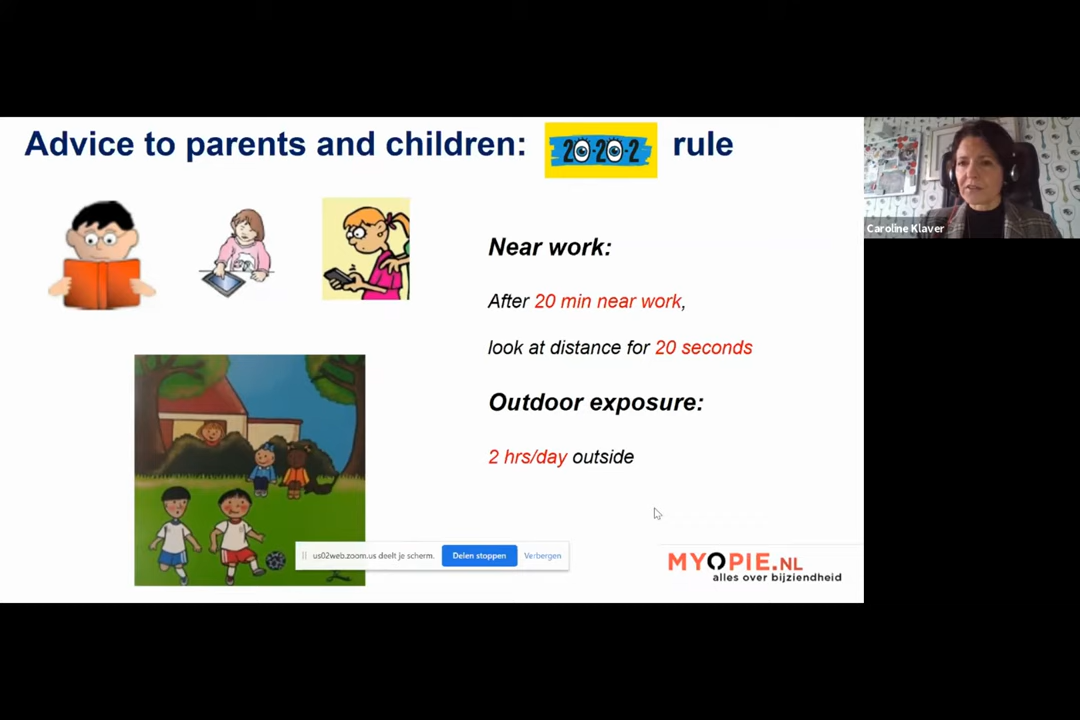 Advice to parents and children: 20-20-2 rule
Caroline Klaver
Near work:
After 20 min near work,
look at distance for 20 seconds
Outdoor exposure:
2 hrs/day outside
us02web.zoom.us deelt je scherm. Delen stoppen Verbergen
MYOPIE.NL
alles over bijziendheid